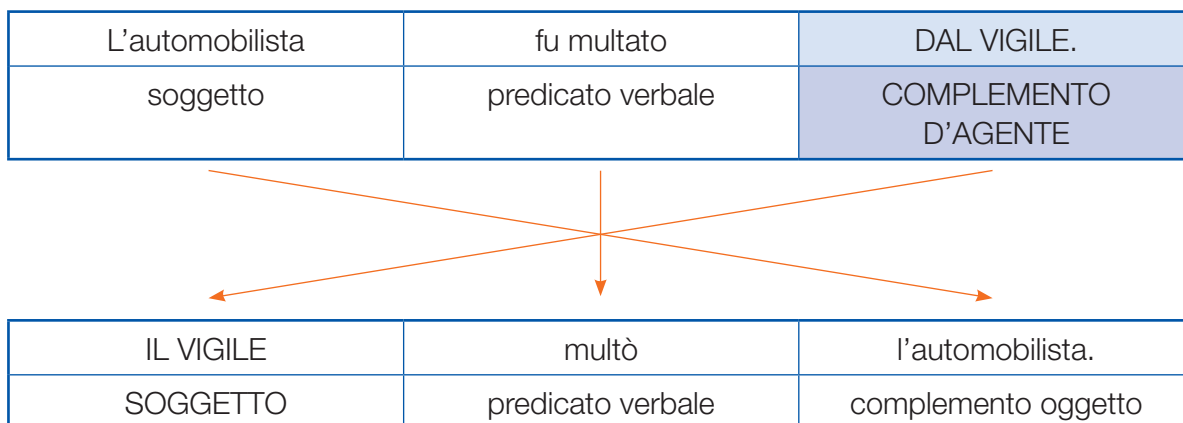 L’automobilista fu multato DAL VIGILE.
soggetto predicato verbale COMPLEMENTO
D’AGENTE
IL VIGILE multò l’automobilista.
SOGGETTO predicato verbale complemento oggetto